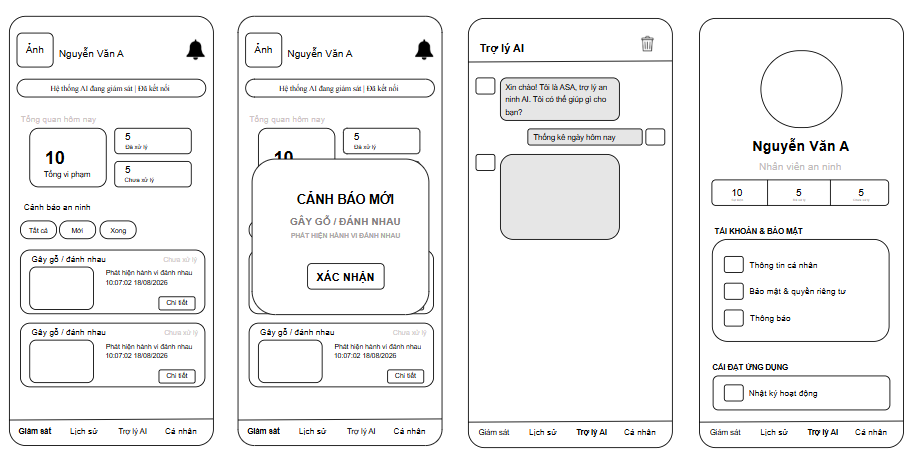 Ảnh
Nguyễn Văn A
Hệ thống AI đang giám sát | Đã kết nối
Tổng quan hôm nay
10
Tổng vi phạm
5
Đã xử lý
5
Chưa xử lý
Cảnh báo an ninh
Tất cả
Mới
Xong
Gây gỗ / đánh nhau
Chưa xử lý
Phát hiện hành vi đánh nhau
10:07:02 18/08/2026
Chi tiết
Gây gỗ / đánh nhau
Chưa xử lý
Phát hiện hành vi đánh nhau
10:07:02 18/08/2026
Chi tiết
Giám sát
Lịch sử
Trợ lý AI
Cá nhân
Ảnh
Nguyễn Văn A
Hệ thống AI đang giám sát | Đã kết nối
Tổng quan hôm nay
10
5
Đã xử lý
CẢNH BÁO MỚI
GÂY GỖ / ĐÁNH NHAU
PHÁT HIỆN HÀNH VI ĐÁNH NHAU
XÁC NHẬN
Gây gỗ / đánh nhau
Chưa xử lý
Phát hiện hành vi đánh nhau
10:07:02 18/08/2026
Chi tiết
Giám sát
Lịch sử
Trợ lý AI
Cá nhân
Trợ lý AI
Xin chào! Tôi là ASA, trợ lý an
ninh AI. Tôi có thể giúp gì cho
bạn?
Thống kê ngày hôm nay
Giám sát
Lịch sử
Trợ lý AI
Cá nhân
Nguyễn Văn A
Nhân viên an ninh
10
5
5
TÀI KHOẢN & BẢO MẬT
Thông tin cá nhân
Bảo mật & quyền riêng tư
Thông báo
CÀI ĐẶT ỨNG DỤNG
Nhật ký hoạt động
Giám sát
Lịch sử
Trợ lý AI
Cá nhân